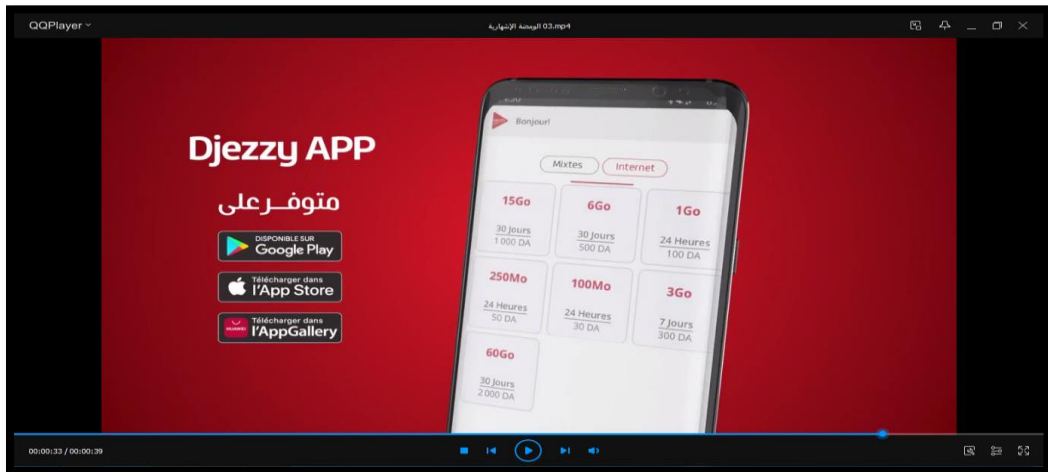 QQPlayer
03.mp4 الومضة الإشهارية
Djezzy APP
متوفر على
DISPONIBLE SUR
Google Play
Télécharger dans
l'App Store
HUAWEI
Télécharger dans
l'AppGallery
Bonjour!
Mixtes
Internet
15Go
30 Jours
1 000 DA
6Go
30 Jours
500 DA
1Go
24 Heures
100 DA
250Mo
24 Heures
50 DA
100Mo
24 Heures
30 DA
3Go
7 Jours
300 DA
60Go
30 Jours
2 000 DA
00:00:33 / 00:00:39